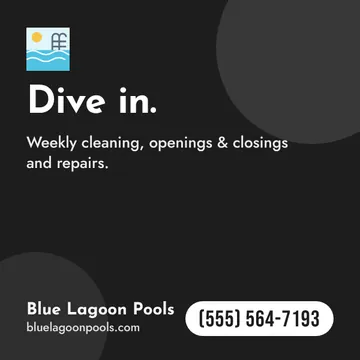 Dive in.
Weekly cleaning, openings & closings
and repairs.
Blue Lagoon Pools
bluelagoonpools.com
(555) 564-7193